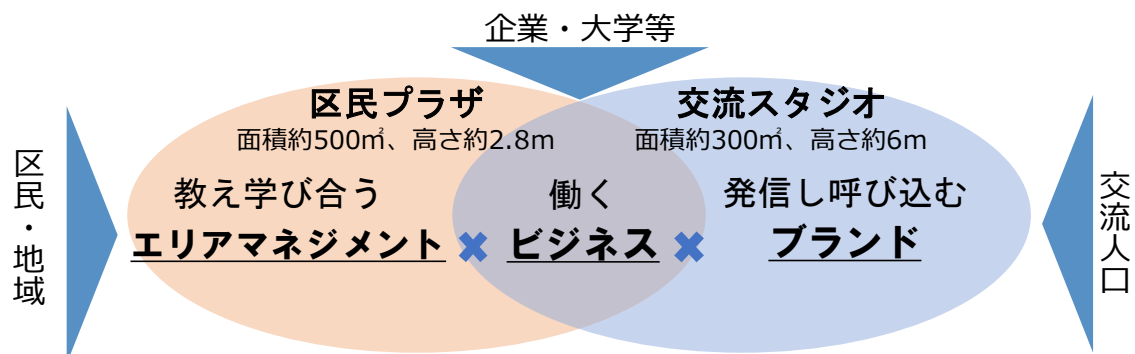 企業・大学等
区民プラザ
面積約500㎡、高さ約2.8m
交流スタジオ
面積約300㎡、高さ約6m
区民・地域
教え学び合う
働く
発信し呼び込む
エリアマネジメント × ビジネス × ブランド
交流人口